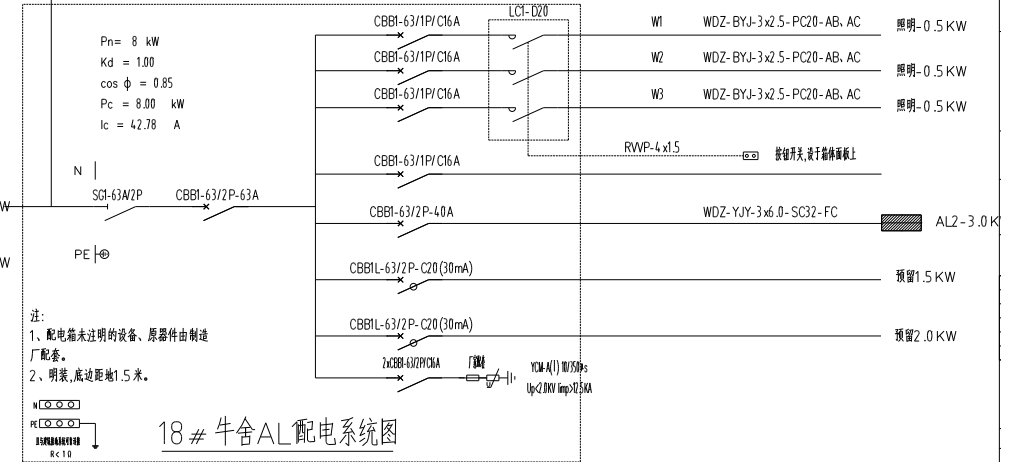 LC1-D20
CBB1-63/1P/C16A
W1
WDZ-BYJ-3x2.5-PC20-AB、AC
照明-0.5KW
Pn= 8 kW
Kd = 1.00
cos φ = 0.85
Pc = 8.00 kW
Ic = 42.78 A
CBB1-63/1P/C16A
W2
WDZ-BYJ-3x2.5-PC20-AB、AC
照明-0.5KW
CBB1-63/1P/C16A
W3
WDZ-BYJ-3x2.5-PC20-AB、AC
照明-0.5KW
RVVP-4x1.5
按钮开关,设于箱体面板上
CBB1-63/1P/C16A
N
SG1-63A/2P
CBB1-63/2P-63A
W
CBB1-63/2P-40A
WDZ-YJY-3x6.0-SC32-FC
AL2-3.0K
PE
W
CBB1L-63/2P-C20(30mA)
预留1.5KW
CBB1L-63/2P-C20(30mA)
预留2.0KW
注:
1、配电箱未注明的设备、原器件由制造
厂配套。
2、明装,底边距地1.5米。
2xCBB1-63/2P/C16A
YCM-A(I) 10/350μs
Up<2.0KV Iimp>12.5KA
N
PE
R<1Ω
18# 牛舍AL1配电系统图